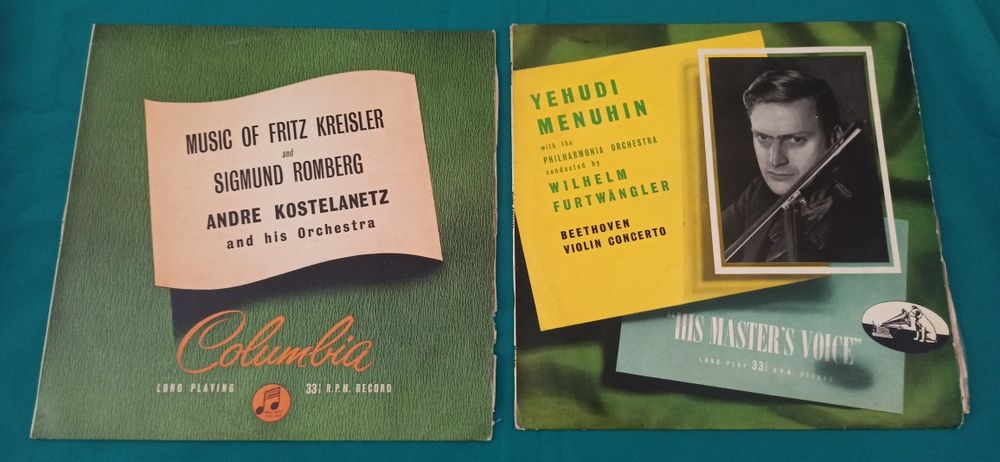 MUSIC OF FRITZ KREISLER
and
SIGMUND ROMBERG
ANDRE KOSTELANETZ
and his Orchestra
Columbia
LONG PLAYING 33⅓ R.P.M. RECORD
YEHUDI
MENUHIN
with the
PHILHARMONIA ORCHESTRA
conducted by
WILHELM
FURTWÄNGLER
BEETHOVEN
VIOLIN CONCERTO
"HIS MASTER'S VOICE"
LONG PLAY 33⅓ R.P.M. RECORD